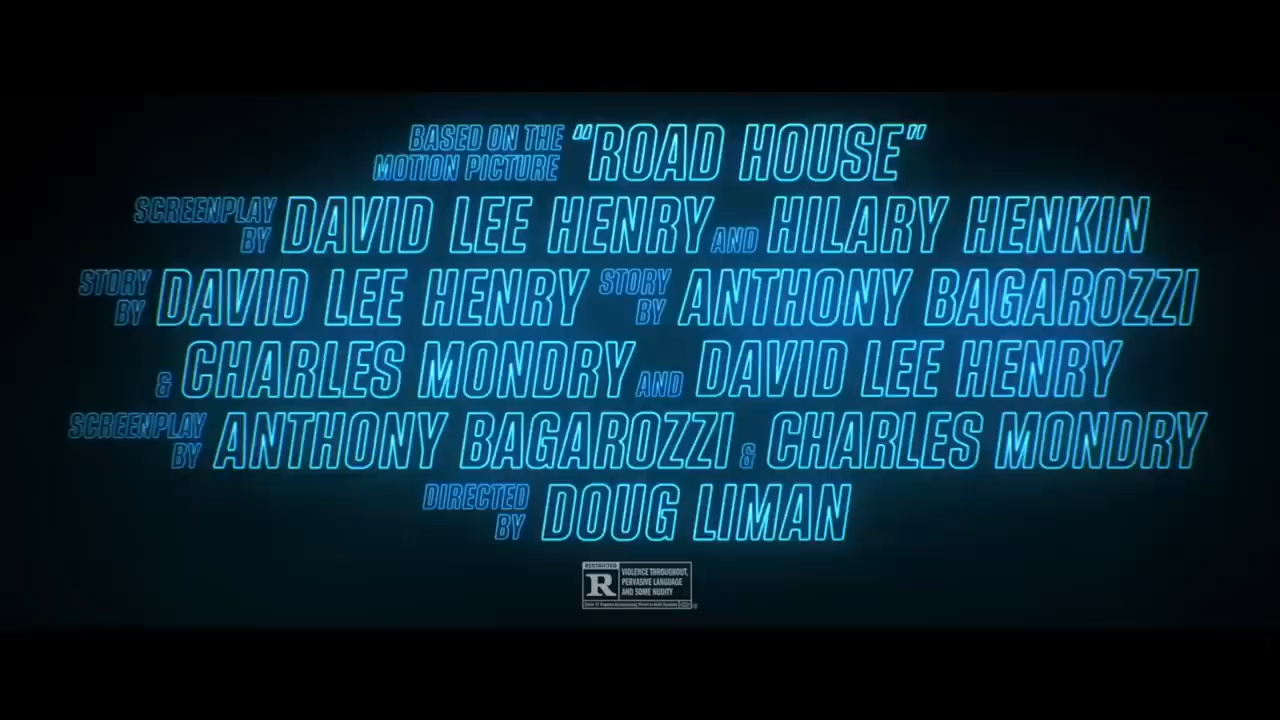 BASED ON THE MOTION PICTURE "ROAD HOUSE"
SCREENPLAY BY DAVID LEE HENRY AND HILARY HENKIN
STORY BY DAVID LEE HENRY STORY BY ANTHONY BAGAROZZI
& CHARLES MONDRY AND DAVID LEE HENRY
SCREENPLAY BY ANTHONY BAGAROZZI & CHARLES MONDRY
DIRECTED BY DOUG LIMAN
RESTRICTED
R VIOLENCE THROUGHOUT,
PERVASIVE LANGUAGE
AND SOME NUDITY